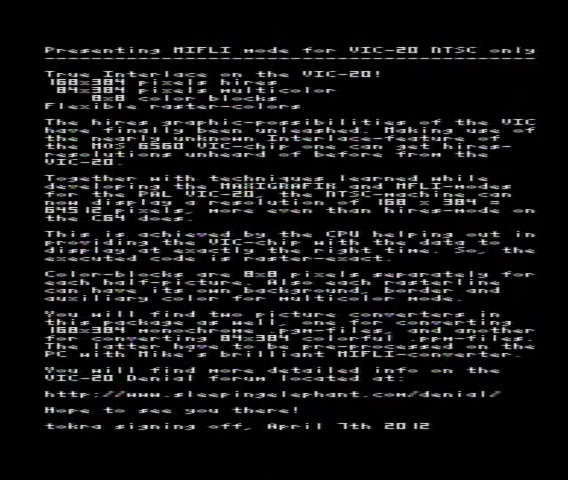 Presenting MIFLI mode for VIC-20 NTSC only
------------------------------------------
True Interlace on the VIC-20!
168x384 pixels hires
84x384 pixels multicolor
8x8 color blocks
Flexible raster-colors
The hires graphic-possibilities of the VIC
have finally been unleashed. Making use of
the nearly unknown Interlace-feature of
the MOS 6560 VIC-chip one can get hires-
resolutions unheard of before from the
VIC-20.
Together with techniques learned while
developing the MAXIGRAFIK and MFLI-modes
for the PAL VIC-20, the NTSC-machine can
now display a resolution of 168 x 384 =
64512 pixels, more even than hires-mode on
the C64 does.
This is achieved by the CPU helping out in
providing the VIC-chip with the data to
display at exactly the right time. So, the
executed code is raster-exact.
Color-blocks are 8x8 pixels separately for
each half-picture. Also each rasterline
can have its own background, border and
auxiliary color for multicolor mode.
You will find two picture converters in
this package as well, one for converting
168x384 monochrome .pgm-files, and another
for converting 84x384 colorful .ppm-files.
The latter have to be pre-processed on the
PC with Mike's brilliant MIFLI-converter.
You will find more detailed info on the
VIC-20 Denial forum located at:
http://www.sleepingelephant.com/denial/
Hope to see you there!
tokra signing off, April 7th 2012